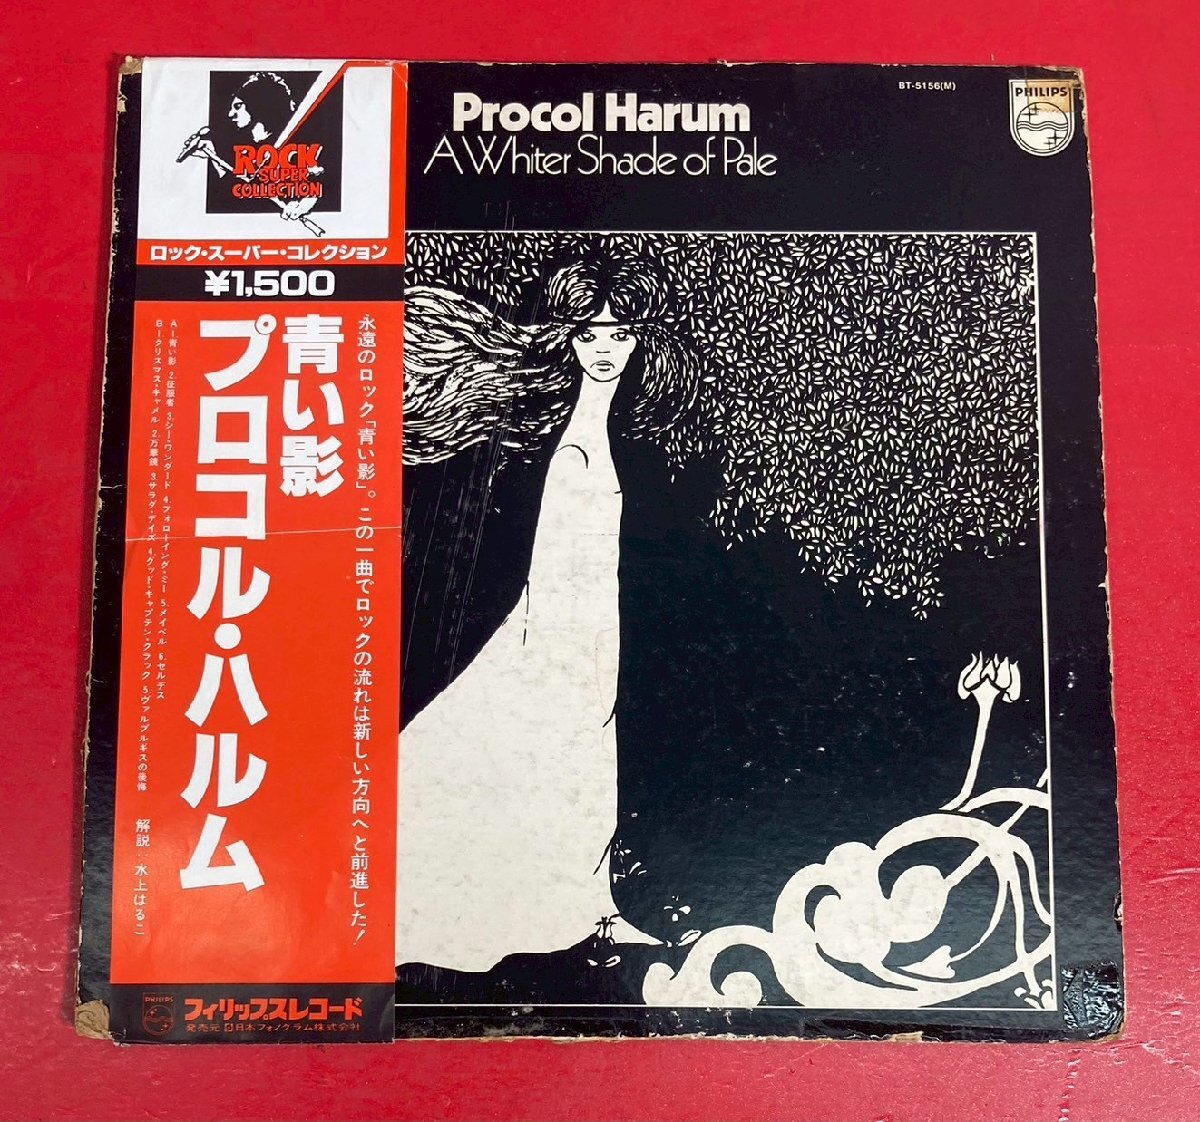 ROCK
SUPER
COLLECTION
ロック・スーパー・コレクション
¥1,500
永遠のロック「青い影」。この一曲でロックの流れは新しい方向へと前進した!
青い影
プロコル・ハルム
A-1.青い影 2.征服者 3.シー・ワンダード 4.フォローイング・ミー 5.メイベル 6.セルデス
B-1.クリスマス・キャメル 2.万華鏡 3.サラダ・デイズ 4.グッド・キャプテン・クラック 5.ヴァルプルギスの後悔
解説:水上はるこ
PHILIPS
フィリップスレコード
発売元 日本フォノグラム株式会社
Procol Harum
A Whiter Shade of Pale
BT-5156(M)
PHILIPS